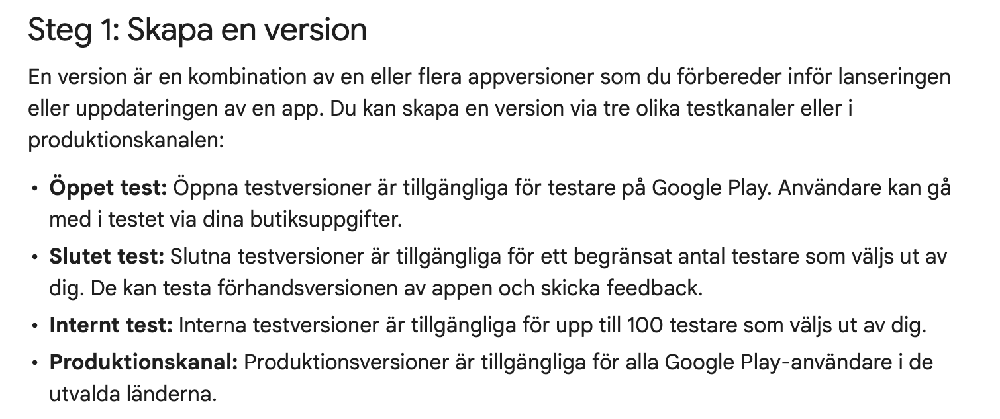 Steg 1: Skapa en version
En version är en kombination av en eller flera appversioner som du förbereder inför lanseringen
eller uppdateringen av en app. Du kan skapa en version via tre olika testkanaler eller i
produktionskanalen:
• Öppet test: Öppna testversioner är tillgängliga för testare på Google Play. Användare kan gå
med i testet via dina butiksuppgifter.
• Slutet test: Slutna testversioner är tillgängliga för ett begränsat antal testare som väljs ut av
dig. De kan testa förhandsversionen av appen och skicka feedback.
• Internt test: Interna testversioner är tillgängliga för upp till 100 testare som väljs ut av dig.
• Produktionskanal: Produktionsversioner är tillgängliga för alla Google Play-användare i de
utvalda länderna.